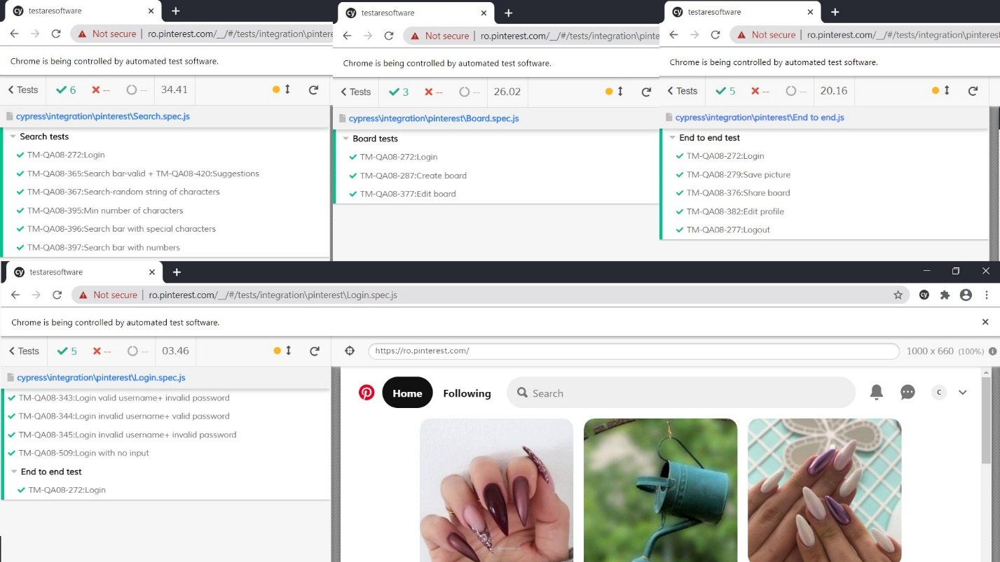 cy testaresoftware
Not secure | ro.pinterest.com/__/#/tests/integration\pintere
Chrome is being controlled by automated test software.
Tests 6 -- -- 34.41
cypress\integration\pinterest\Search.spec.js
Search tests
TM-QA08-272:Login
TM-QA08-365:Search bar-valid + TM-QA08-420:Suggestions
TM-QA08-367:Search-random string of characters
TM-QA08-395:Min number of characters
TM-QA08-396:Search bar with special characters
TM-QA08-397:Search bar with numbers
cy testaresoftware
Not secure | ro.pinterest.com/__/#/tests/integration\pinte
Chrome is being controlled by automated test software.
Tests 3 -- -- 26.02
cypress\integration\pinterest\Board.spec.js
Board tests
TM-QA08-272:Login
TM-QA08-287:Create board
TM-QA08-377:Edit board
cy testaresoftware
Not secure | ro.pinterest.com/__/#/tests/integration\pinterest
Chrome is being controlled by automated test software.
Tests 5 -- -- 20.16
cypress\integration\pinterest\End to end.js
End to end test
TM-QA08-272:Login
TM-QA08-279:Save picture
TM-QA08-376:Share board
TM-QA08-382:Edit profile
TM-QA08-277:Logout
cy testaresoftware
Not secure | ro.pinterest.com/__/#/tests/integration\pinterest\Login.spec.js cy
Chrome is being controlled by automated test software.
Tests 5 -- -- 03.46
cypress\integration\pinterest\Login.spec.js
TM-QA08-343:Login valid username+ invalid password
TM-QA08-344:Login invalid username+ valid password
TM-QA08-345:Login invalid username+ invalid password
TM-QA08-509:Login with no input
End to end test
TM-QA08-272:Login
https://ro.pinterest.com/ 1000 x 660 (100%)
Home Following Search C